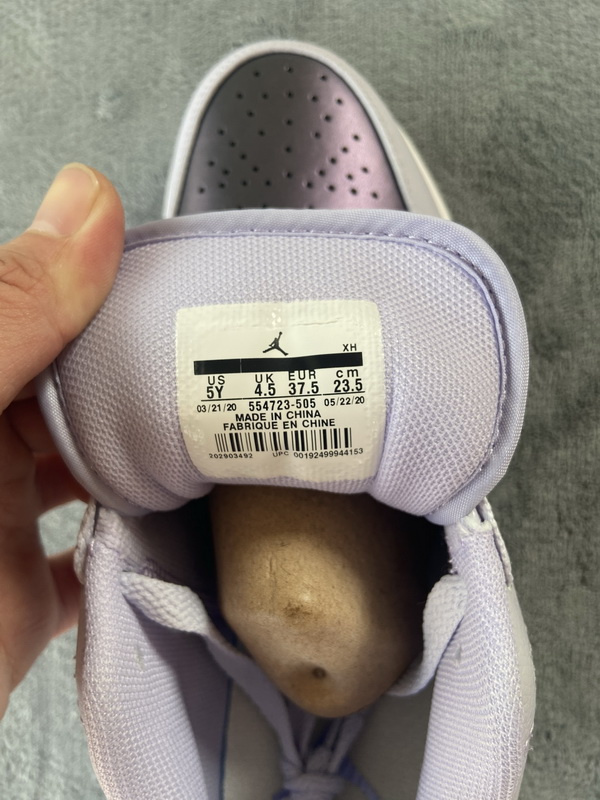 XH
US UK EUR cm
5Y 4.5 37.5 23.5
03/21/20 554723-505 05/22/20
MADE IN CHINA
FABRIQUE EN CHINE
202903492 UPC 00192499944153